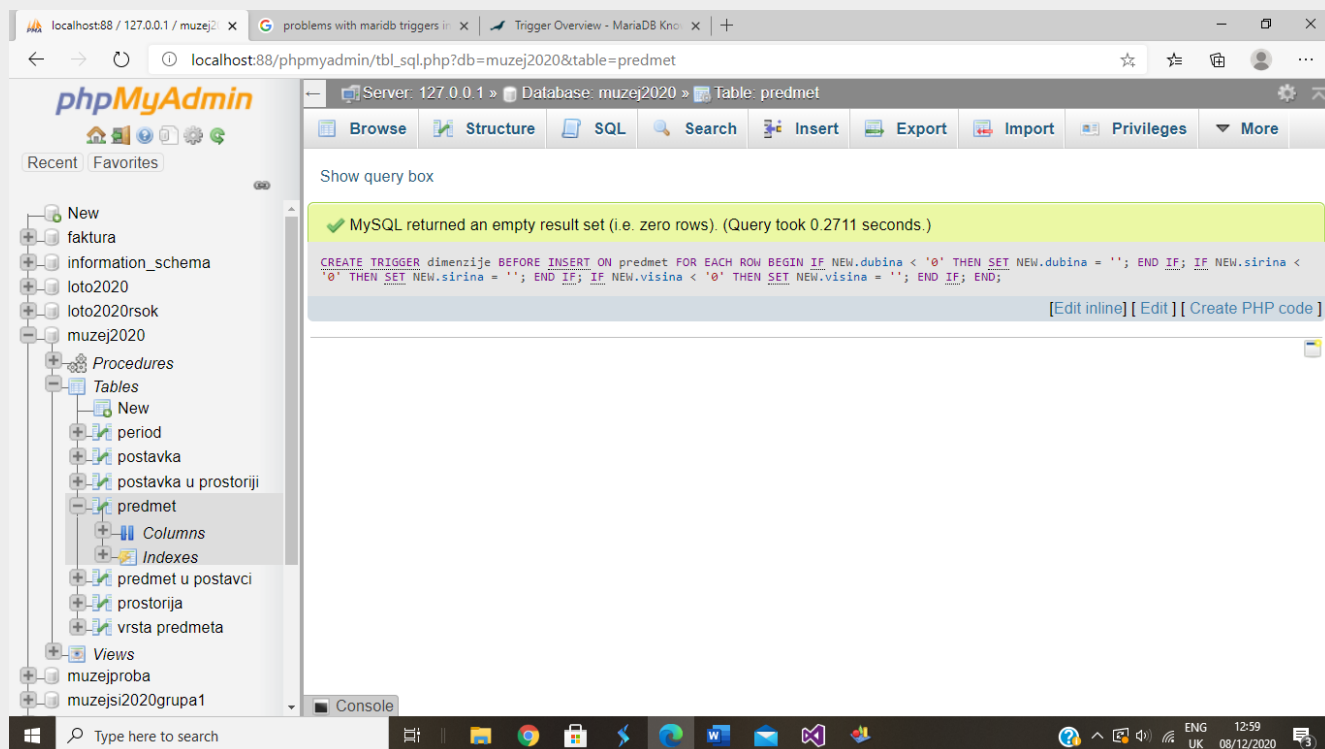 localhost:88 / 127.0.0.1 / muzej2
problems with maridb triggers in
Trigger Overview - MariaDB Kno
localhost:88/phpmyadmin/tbl_sql.php?db=muzej2020&table=predmet
phpMyAdmin
Recent Favorites
New
faktura
information_schema
loto2020
loto2020rsok
muzej2020
Procedures
Tables
New
period
postavka
postavka u prostoriji
predmet
Columns
Indexes
predmet u postavci
prostorija
vrsta predmeta
Views
muzejproba
muzejsi2020grupa1
Server: 127.0.0.1 » Database: muzej2020 » Table: predmet
Browse Structure SQL Search Insert Export Import Privileges More
Show query box
MySQL returned an empty result set (i.e. zero rows). (Query took 0.2711 seconds.)
CREATE TRIGGER dimenzije BEFORE INSERT ON predmet FOR EACH ROW BEGIN IF NEW.dubina < '0' THEN SET NEW.dubina = ''; END IF; IF NEW.sirina <
'0' THEN SET NEW.sirina = ''; END IF; IF NEW.visina < '0' THEN SET NEW.visina = ''; END IF; END;
[Edit inline] [ Edit ] [ Create PHP code ]
Console
Type here to search
ENG
UK
12:59
08/12/2020
3